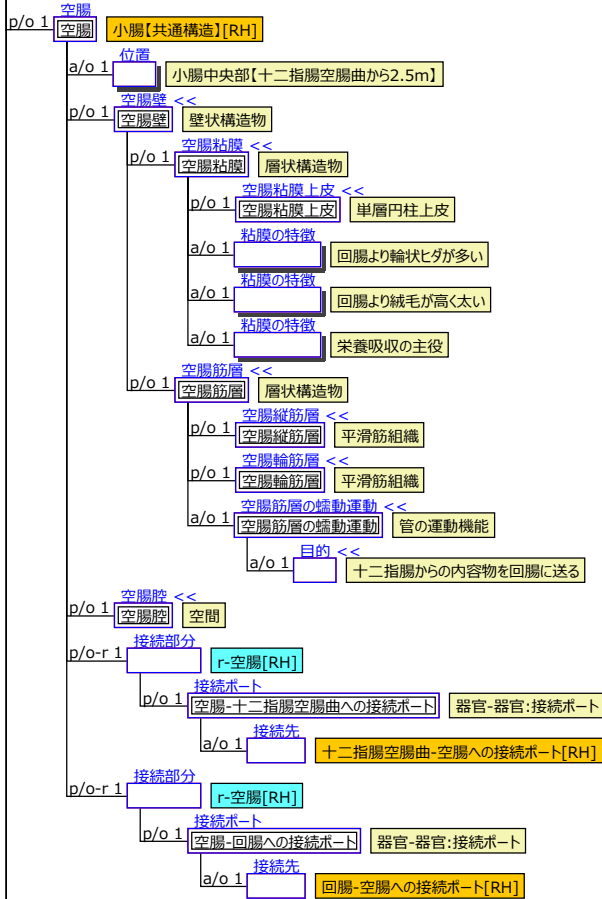 空腸
p/o 1 空腸 小腸【共通構造】[RH]
位置
a/o 1 小腸中央部【十二指腸空腸曲から2.5m】
空腸壁 <<
p/o 1 空腸壁 壁状構造物
空腸粘膜 <<
p/o 1 空腸粘膜 層状構造物
空腸粘膜上皮 <<
p/o 1 空腸粘膜上皮 単層円柱上皮
粘膜の特徴
a/o 1 回腸より輪状ヒダが多い
粘膜の特徴
a/o 1 回腸より絨毛が高く太い
粘膜の特徴
a/o 1 栄養吸収の主役
空腸筋層 <<
p/o 1 空腸筋層 層状構造物
空腸縦筋層 <<
p/o 1 空腸縦筋層 平滑筋組織
空腸輪筋層 <<
p/o 1 空腸輪筋層 平滑筋組織
空腸筋層の蠕動運動 <<
a/o 1 空腸筋層の蠕動運動 管の運動機能
目的 <<
a/o 1 十二指腸からの内容物を回腸に送る
空腸腔 <<
p/o 1 空腸腔 空間
接続部分
p/o-r 1 r-空腸[RH]
接続ポート
p/o 1 空腸-十二指腸空腸曲への接続ポート 器官-器官:接続ポート
接続先
a/o 1 十二指腸空腸曲-空腸への接続ポート[RH]
接続部分
p/o-r 1 r-空腸[RH]
接続ポート
p/o 1 空腸-回腸への接続ポート 器官-器官:接続ポート
接続先
a/o 1 回腸-空腸への接続ポート[RH]